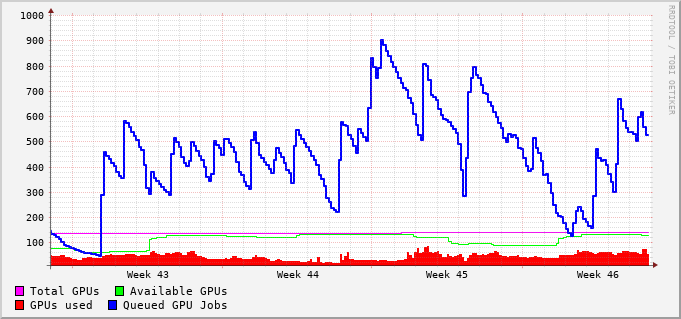 1000
900
800
700
600
500
400
300
200
100
Week 43 Week 44 Week 45 Week 46
Total GPUs Available GPUs
GPUs used Queued GPU Jobs
RRDTOOL / TOBI OETIKER